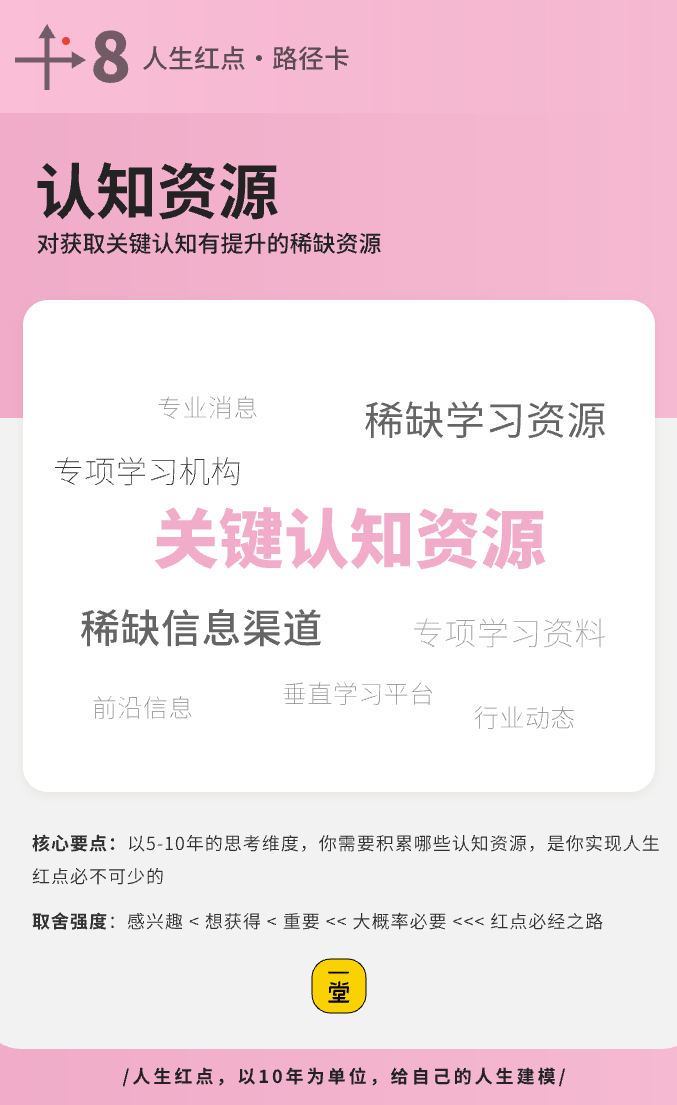 8 人生红点·路径卡
认知资源
对获取关键认知有提升的稀缺资源
专业消息
稀缺学习资源
专项学习机构
关键认知资源
稀缺信息渠道
专项学习资料
垂直学习平台
前沿信息
行业动态
核心要点：以5-10年的思考维度，你需要积累哪些认知资源，是你实现人生
红点必不可少的
取舍强度：感兴趣 < 想获得 < 重要 << 大概率必要 <<< 红点必经之路
一
堂
/人生红点，以10年为单位，给自己的人生建模/